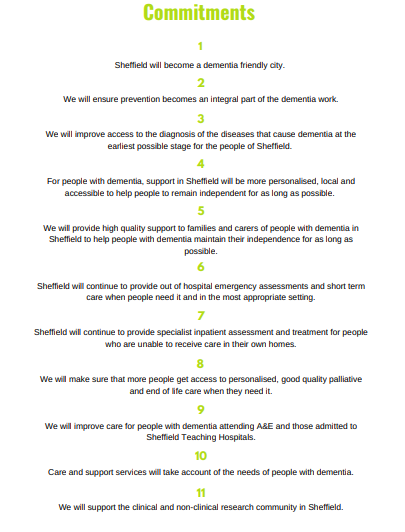 Commitments
1
Sheffield will become a dementia friendly city.
2
We will ensure prevention becomes an integral part of the dementia work.
3
We will improve access to the diagnosis of the diseases that cause dementia at the
earliest possible stage for the people of Sheffield.
4
For people with dementia, support in Sheffield will be more personalised, local and
accessible to help people to remain independent for as long as possible.
5
We will provide high quality support to families and carers of people with dementia in
Sheffield to help people with dementia maintain their independence for as long as
possible.
6
Sheffield will continue to provide out of hospital emergency assessments and short term
care when people need it and in the most appropriate setting.
7
Sheffield will continue to provide specialist inpatient assessment and treatment for people
who are unable to receive care in their own homes.
8
We will make sure that more people get access to personalised, good quality palliative
and end of life care when they need it.
9
We will improve care for people with dementia attending A&E and those admitted to
Sheffield Teaching Hospitals.
10
Care and support services will take account of the needs of people with dementia.
11
We will support the clinical and non-clinical research community in Sheffield.